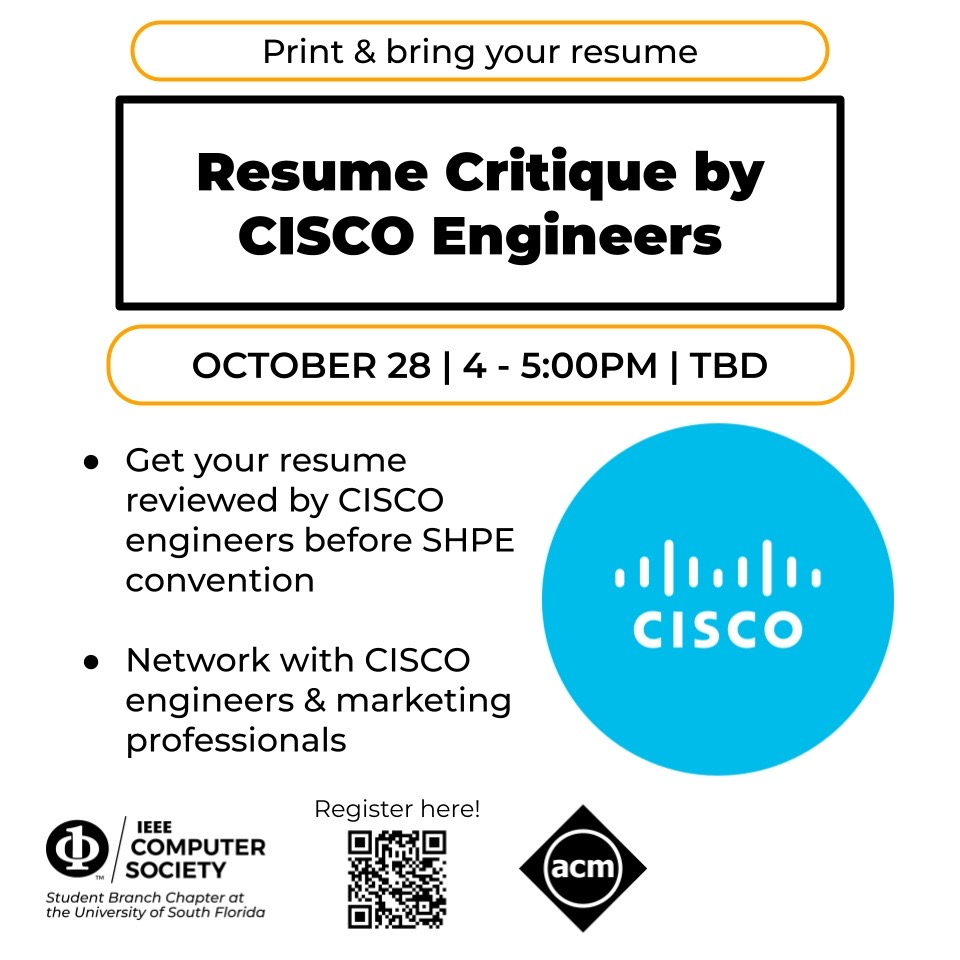 Print & bring your resume
Resume Critique by
CISCO Engineers
OCTOBER 28 | 4 - 5:00PM | TBD
● Get your resume
reviewed by CISCO
engineers before SHPE
convention
● Network with CISCO
engineers & marketing
professionals
CISCO
Register here!
IEEE
COMPUTER
SOCIETY
TM
Student Branch Chapter at
the University of South Florida
acm